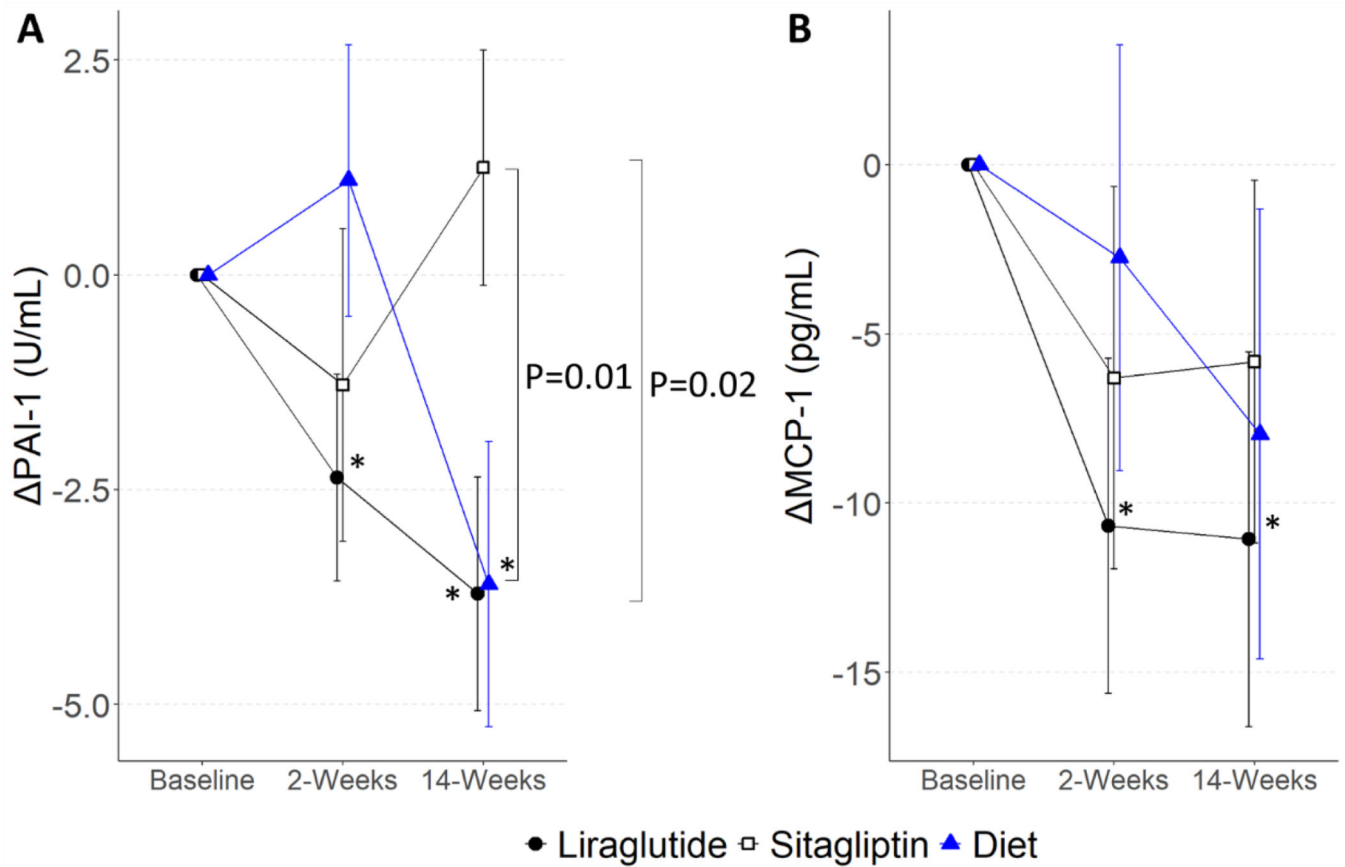 A
2.5
0.0
-2.5
-5.0
ΔPAI-1 (U/mL)
* * *
P=0.01
P=0.02
Baseline 2-Weeks 14-Weeks
B
0
-5
-10
-15
ΔMCP-1 (pg/mL)
* *
Baseline 2-Weeks 14-Weeks
Liraglutide Sitagliptin Diet